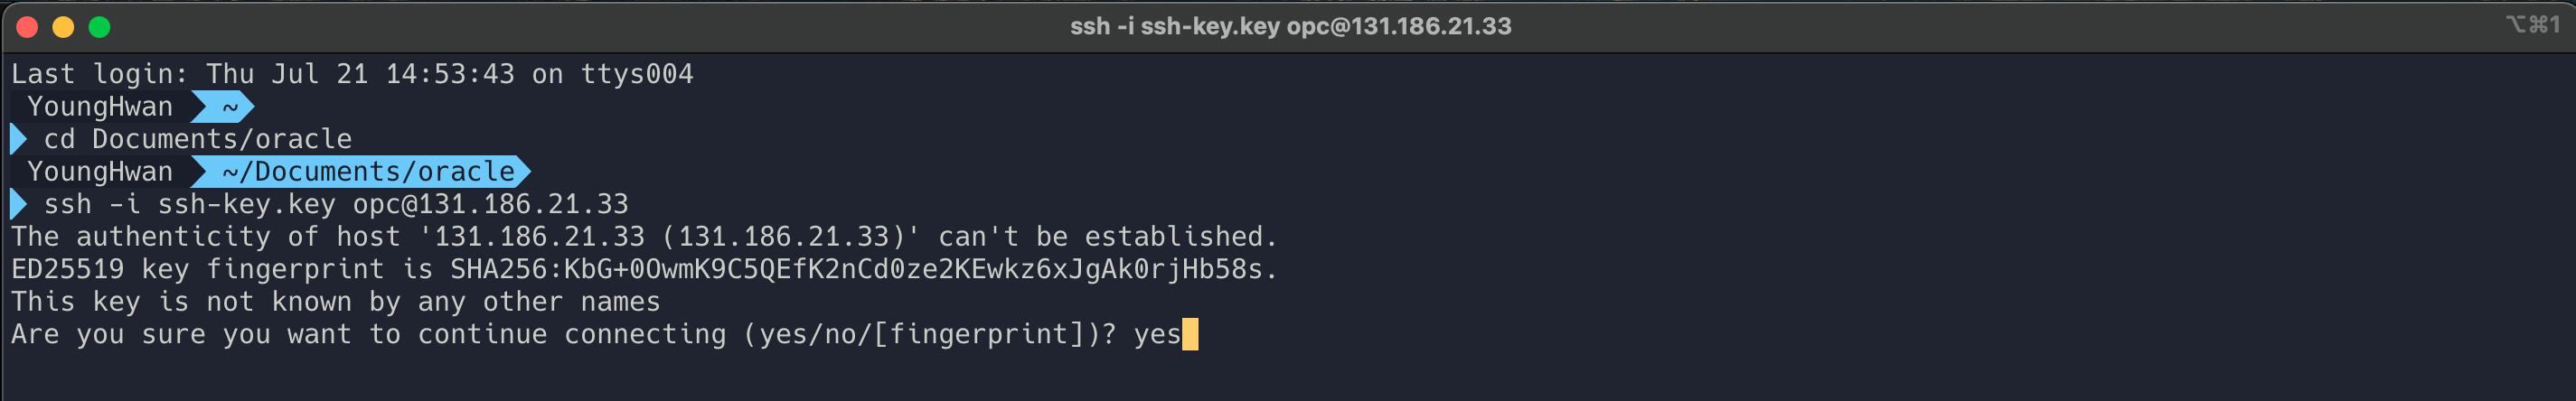 ssh -i ssh-key.key opc@131.186.21.33
⌥⌘1
Last login: Thu Jul 21 14:53:43 on ttys004
YoungHwan ~
cd Documents/oracle
YoungHwan ~/Documents/oracle
ssh -i ssh-key.key opc@131.186.21.33
The authenticity of host '131.186.21.33 (131.186.21.33)' can't be established.
ED25519 key fingerprint is SHA256:KbG+0OwmK9C5QEfK2nCd0ze2KEwkz6xJgAk0rjHb58s.
This key is not known by any other names
Are you sure you want to continue connecting (yes/no/[fingerprint])? yes